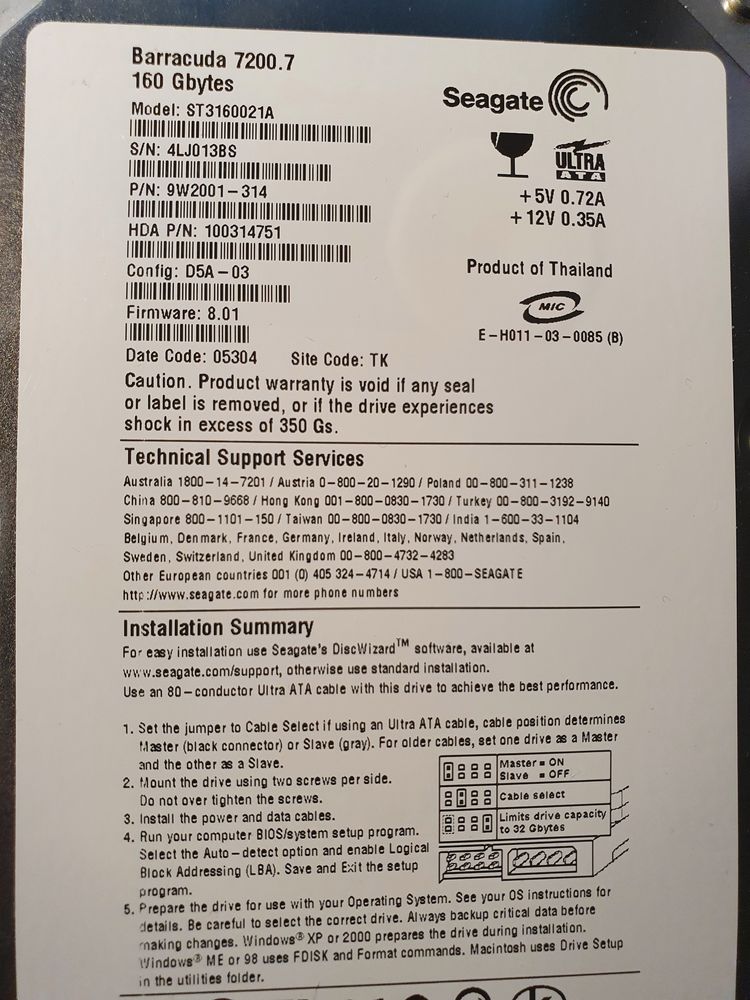 Barracuda 7200.7
160 Gbytes
Model: ST3160021A
S/N: 4LJ013BS
P/N: 9W2001-314
HDA P/N: 100314751
Config: D5A-03
Firmware: 8.01
Date Code: 05304 Site Code: TK
Seagate
ULTRA
ATA
+5V 0.72A
+12V 0.35A
Product of Thailand
MIC
E-H011-03-0085 (B)
Caution. Product warranty is void if any seal
or label is removed, or if the drive experiences
shock in excess of 350 Gs.
Technical Support Services
Australia 1800-14-7201 / Austria 0-800-20-1290 / Poland 00-800-311-1238
China 800-810-9668 / Hong Kong 001-800-0830-1730 / Turkey 00-800-3192-9140
Singapore 800-1101-150 / Taiwan 00-800-0830-1730 / India 1-600-33-1104
Belgium, Denmark, France, Germany, Ireland, Italy, Norway, Netherlands, Spain,
Sweden, Switzerland, United Kingdom 00-800-4732-4283
Other European countries 001 (0) 405 324-4714 / USA 1-800-SEAGATE
http://www.seagate.com for more phone numbers
Installation Summary
For easy installation use Seagate's DiscWizard™ software, available at
www.seagate.com/support, otherwise use standard installation.
Use an 80-conductor Ultra ATA cable with this drive to achieve the best performance.
1. Set the jumper to Cable Select if using an Ultra ATA cable, cable position determines
Master (black connector) or Slave (gray). For older cables, set one drive as a Master
and the other as a Slave.
2. Mount the drive using two screws per side.
Do not over tighten the screws.
3. Install the power and data cables.
4. Run your computer BIOS/system setup program.
Select the Auto-detect option and enable Logical
Block Addressing (LBA). Save and Exit the setup
program.
Master = ON
Slave = OFF
Cable select
Limits drive capacity
to 32 Gbytes
5. Prepare the drive for use with your Operating System. See your OS instructions for
details. Be careful to select the correct drive. Always backup critical data before
making changes. Windows® XP or 2000 prepares the drive during installation.
Windows® ME or 98 uses FDISK and Format commands. Macintosh uses Drive Setup
in the utilities folder.